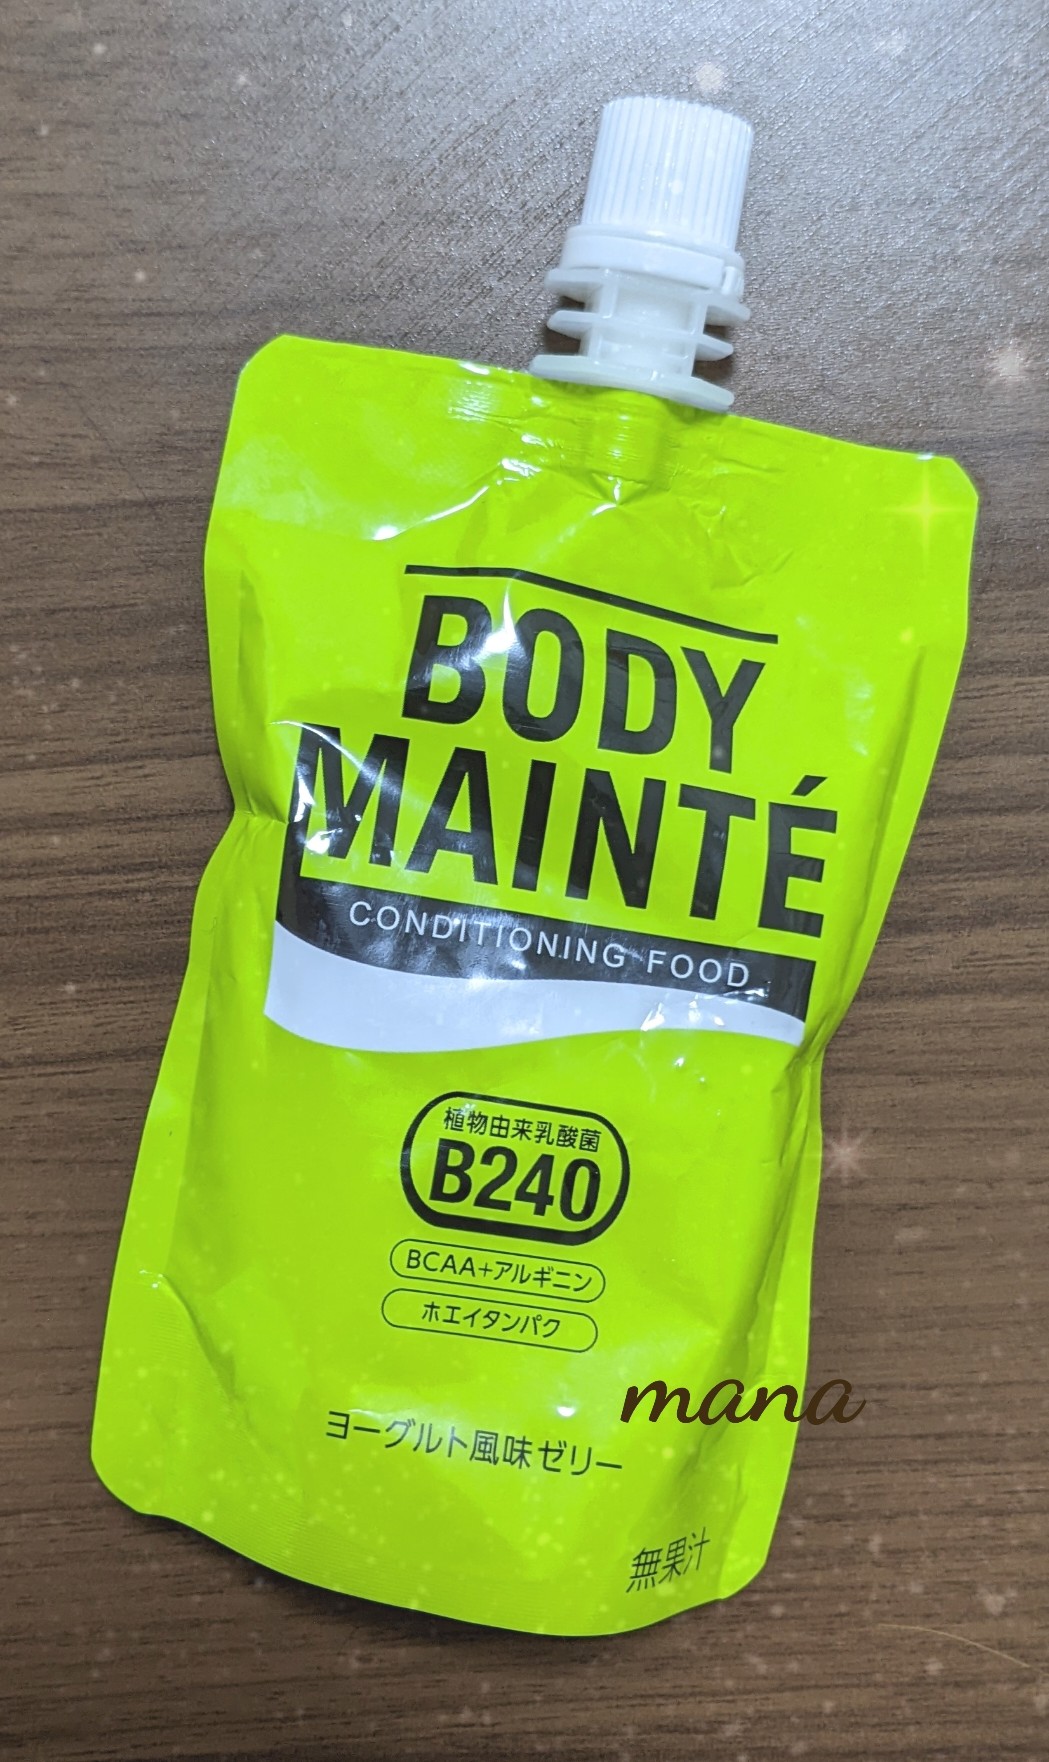 BODY
MAINTÉ
CONDITIONING FOOD
植物由来乳酸菌
B240
BCAA+アルギニン
ホエイタンパク
mana
ヨーグルト風味ゼリー
無果汁